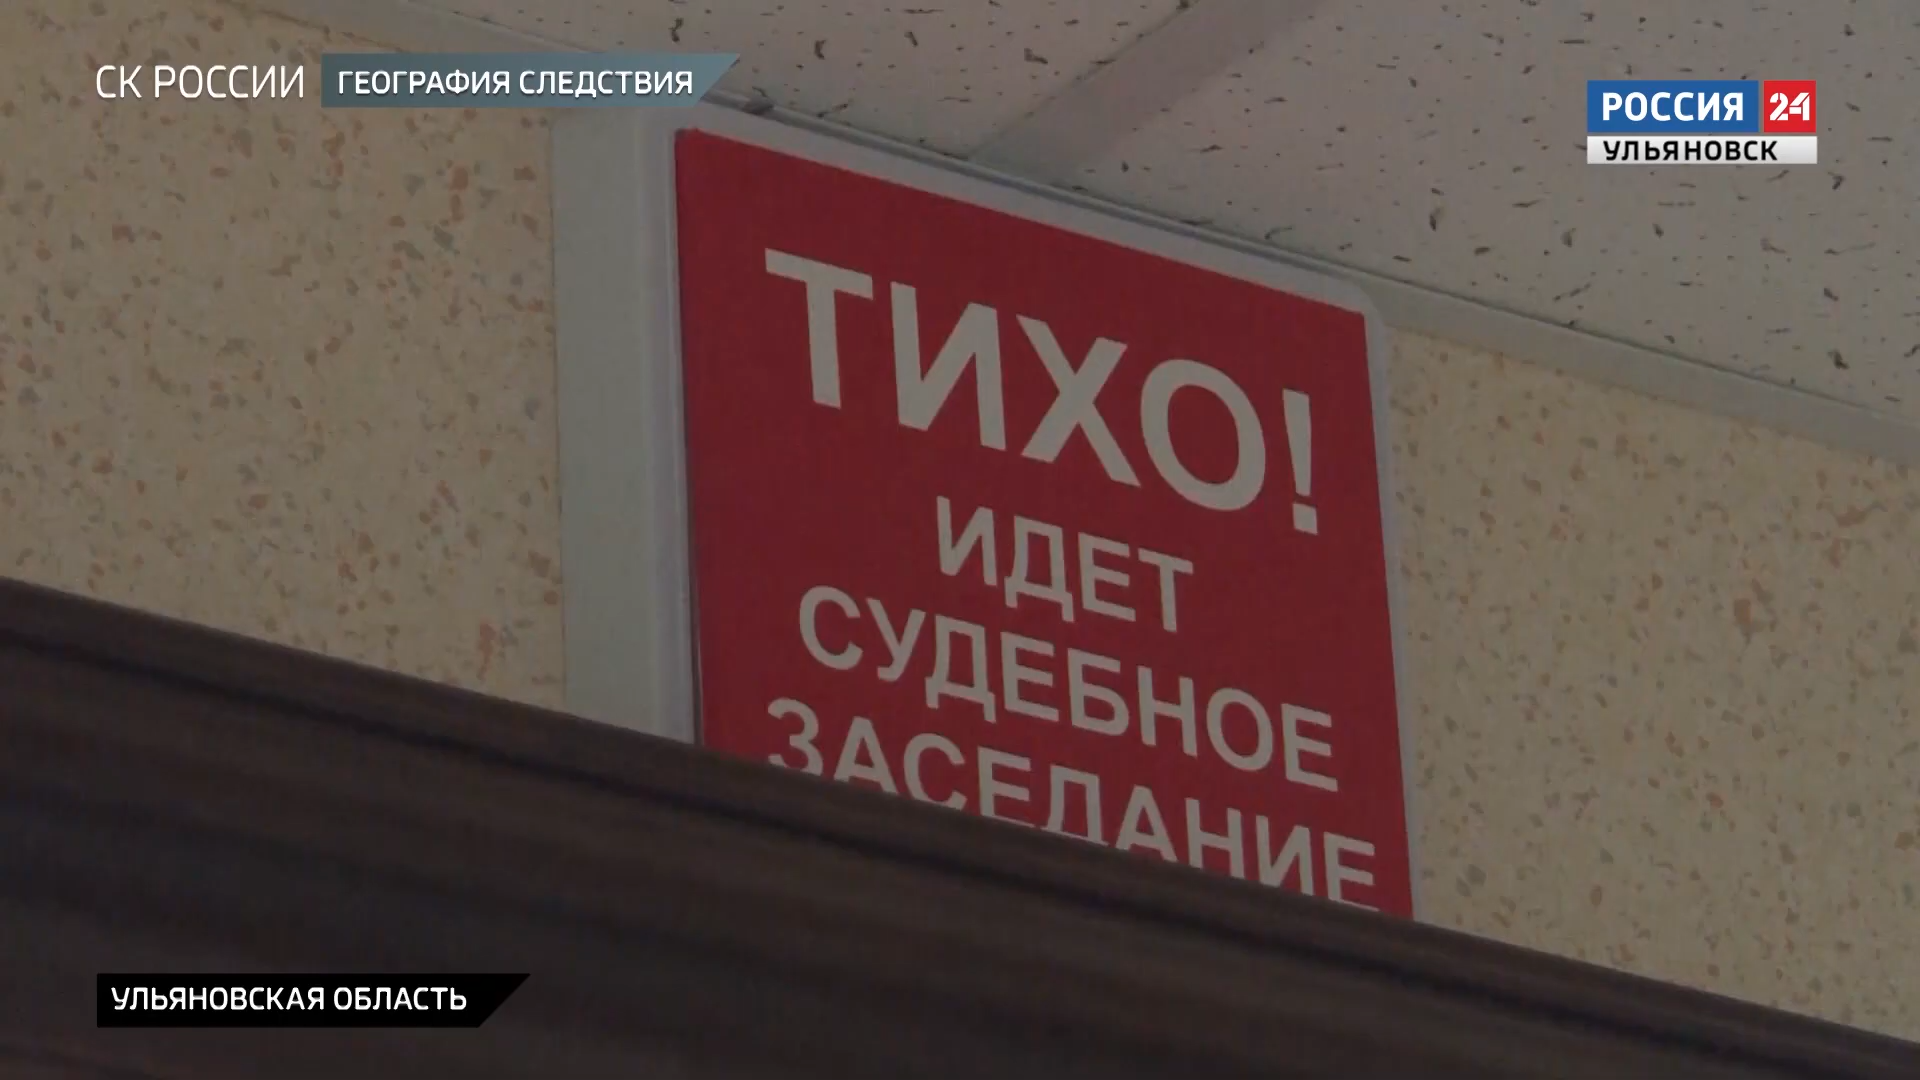 СК РОССИИ ГЕОГРАФИЯ СЛЕДСТВИЯ
РОССИЯ 24
УЛЬЯНОВСК
ТИХО!
ИДЕТ
СУДЕБНОЕ
ЗАСЕДАНИЕ
УЛЬЯНОВСКАЯ ОБЛАСТЬ